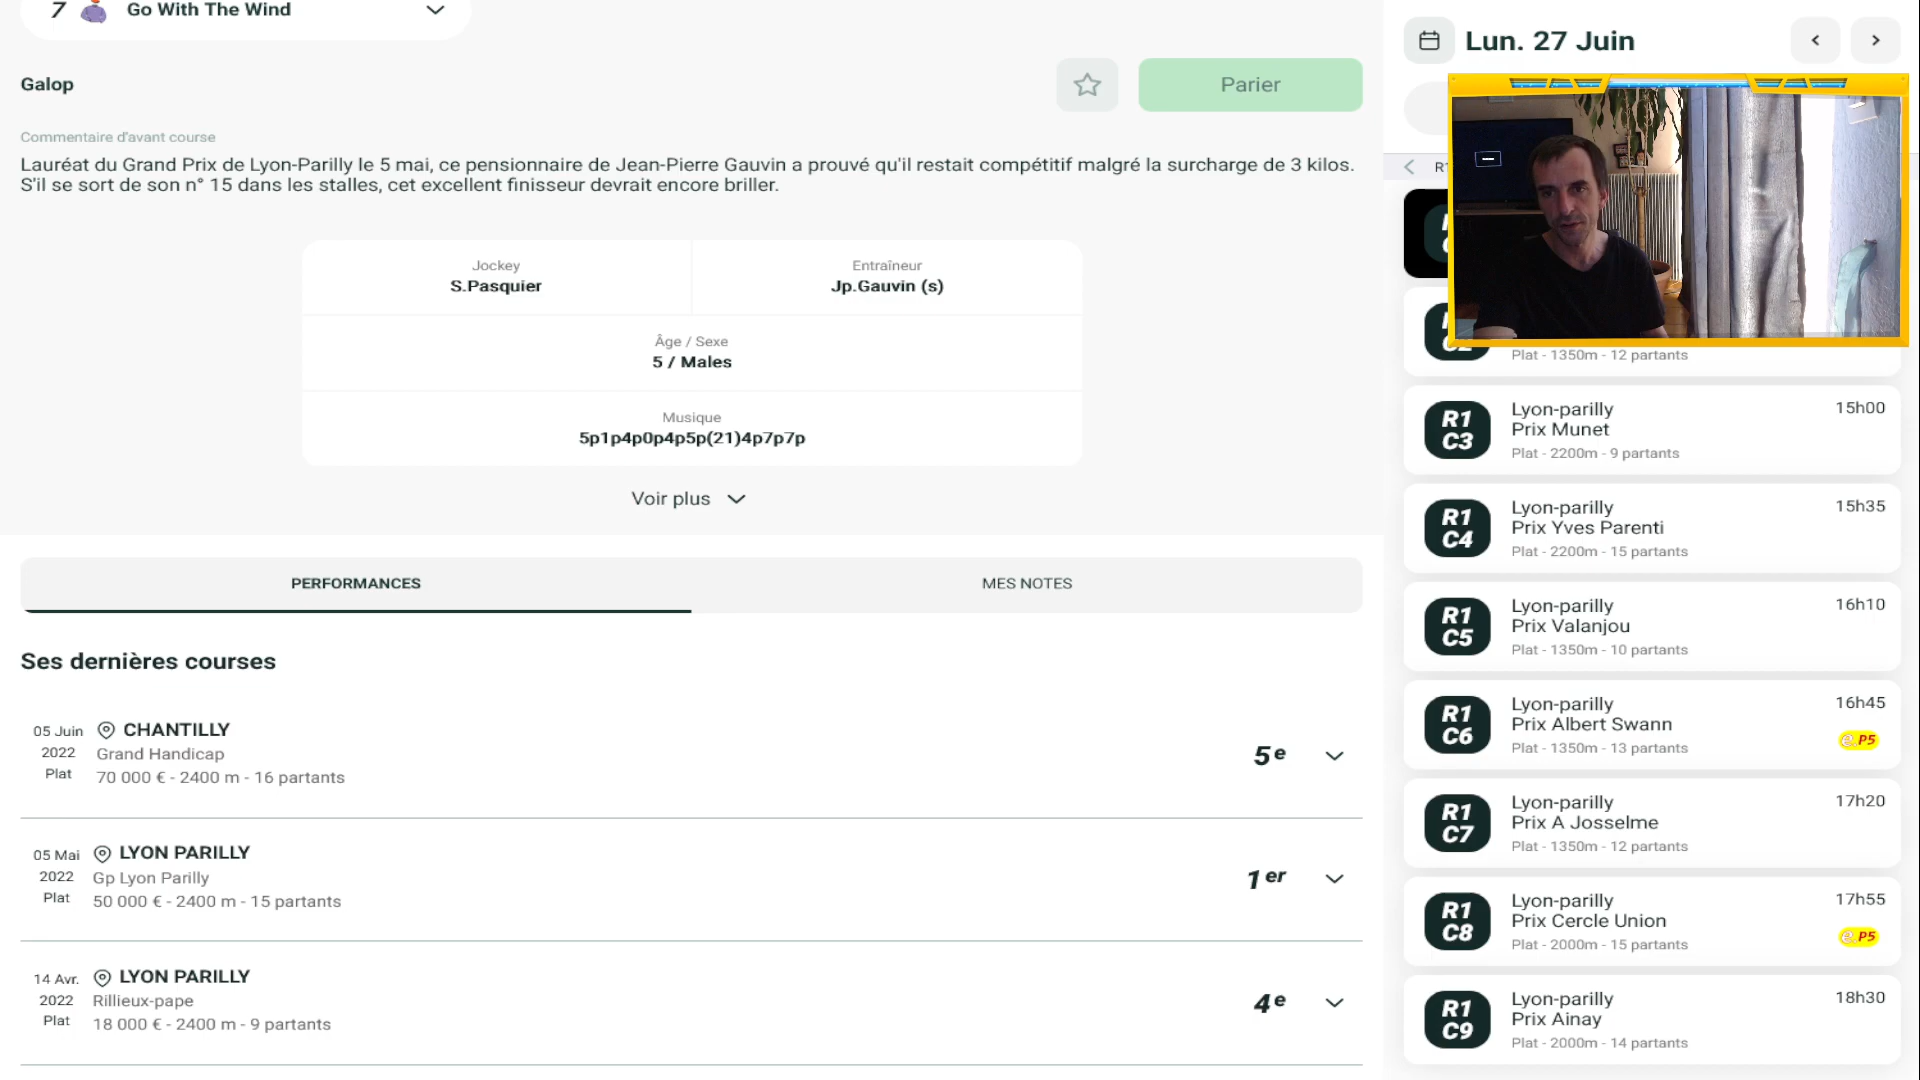 7 Go With The Wind
Galop
Parier
Commentaire d'avant course
Lauréat du Grand Prix de Lyon-Parilly le 5 mai, ce pensionnaire de Jean-Pierre Gauvin a prouvé qu'il restait compétitif malgré la surcharge de 3 kilos.
S'il se sort de son n° 15 dans les stalles, cet excellent finisseur devrait encore briller.
Jockey
S.Pasquier
Entraîneur
Jp.Gauvin (s)
Âge / Sexe
5 / Males
Musique
5p1p4p0p4p5p(21)4p7p7p
Voir plus
PERFORMANCES
MES NOTES
Ses dernières courses
05 Juin
2022
Plat
CHANTILLY
Grand Handicap
70 000 € - 2400 m - 16 partants
5e
05 Mai
2022
Plat
LYON PARILLY
Gp Lyon Parilly
50 000 € - 2400 m - 15 partants
1er
14 Avr.
2022
Plat
LYON PARILLY
Rillieux-pape
18 000 € - 2400 m - 9 partants
4e
Lun. 27 Juin
Plat - 1350m - 12 partants
R1
C3
Lyon-parilly
Prix Munet
Plat - 2200m - 9 partants
15h00
R1
C4
Lyon-parilly
Prix Yves Parenti
Plat - 2200m - 15 partants
15h35
R1
C5
Lyon-parilly
Prix Valanjou
Plat - 1350m - 10 partants
16h10
R1
C6
Lyon-parilly
Prix Albert Swann
Plat - 1350m - 13 partants
16h45
e.P5
R1
C7
Lyon-parilly
Prix A Josselme
Plat - 1350m - 12 partants
17h20
R1
C8
Lyon-parilly
Prix Cercle Union
Plat - 2000m - 15 partants
17h55
e.P5
R1
C9
Lyon-parilly
Prix Ainay
Plat - 2000m - 14 partants
18h30